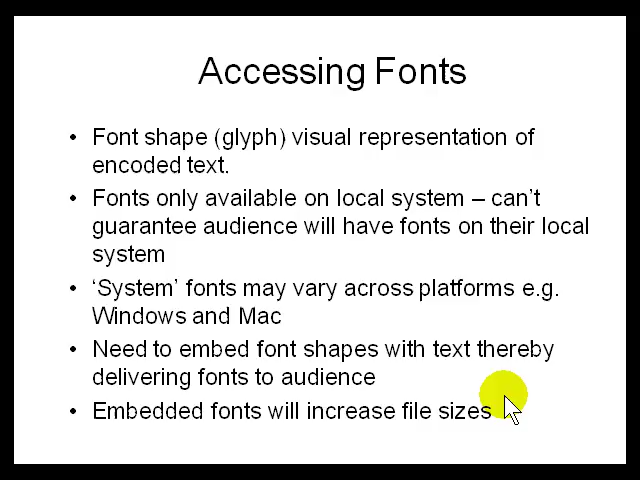 Accessing Fonts
• Font shape (glyph) visual representation of
encoded text.
• Fonts only available on local system – can’t
guarantee audience will have fonts on their local
system
• ‘System’ fonts may vary across platforms e.g.
Windows and Mac
• Need to embed font shapes with text thereby
delivering fonts to audience
• Embedded fonts will increase file sizes